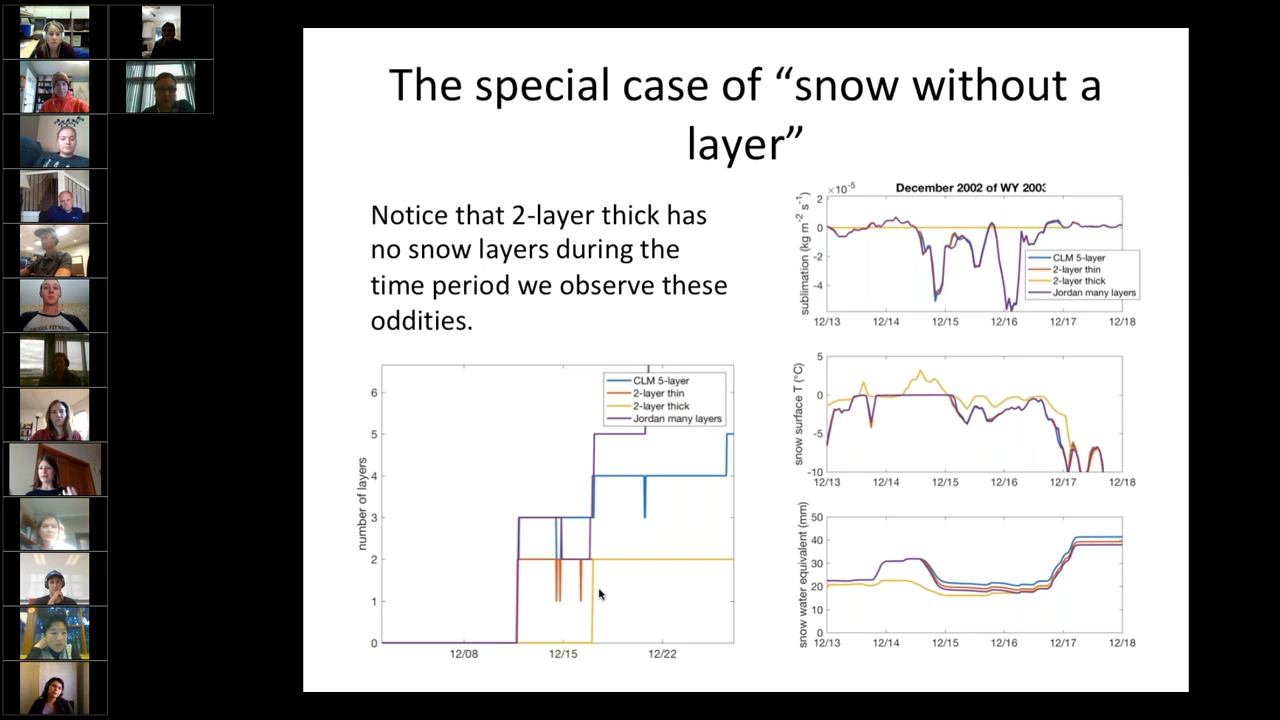 The special case of “snow without a
layer”
Notice that 2-layer thick has
no snow layers during the
time period we observe these
oddities.
number of layers
6
5
4
3
2
1
0
12/08
12/15
12/22
CLM 5-layer
2-layer thin
2-layer thick
Jordan many layers
December 2002 of WY 2003
×10⁻⁵
sublimation (kg m⁻² s⁻¹)
2
0
-2
-4
CLM 5-layer
2-layer thin
2-layer thick
Jordan many layers
12/13
12/14
12/15
12/16
12/17
12/18
snow surface T (°C)
5
0
-5
-10
12/13
12/14
12/15
12/16
12/17
12/18
snow water equivalent (mm)
50
40
30
20
10
0
12/13
12/14
12/15
12/16
12/17
12/18